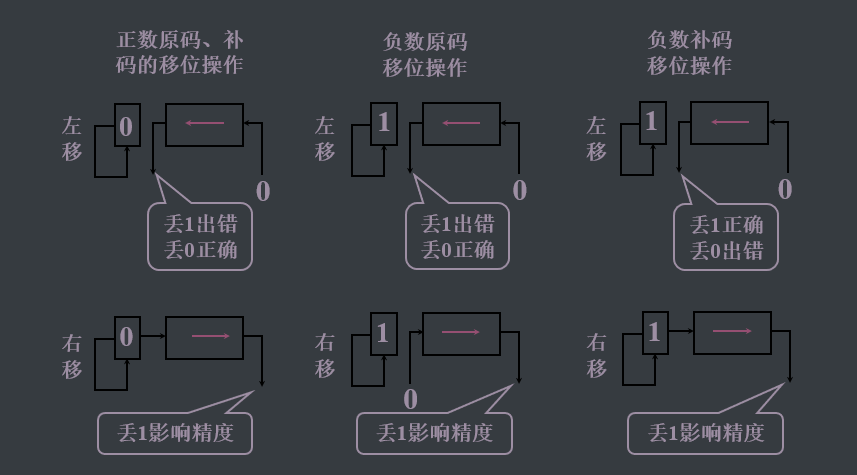 正数原码、补
码的移位操作
负数原码
移位操作
负数补码
移位操作
左
移
0
0
丢1出错
丢0正确
左
移
1
0
丢1出错
丢0正确
左
移
1
0
丢1正确
丢0出错
右
移
0
丢1影响精度
右
移
1
0
丢1影响精度
右
移
1
丢1影响精度